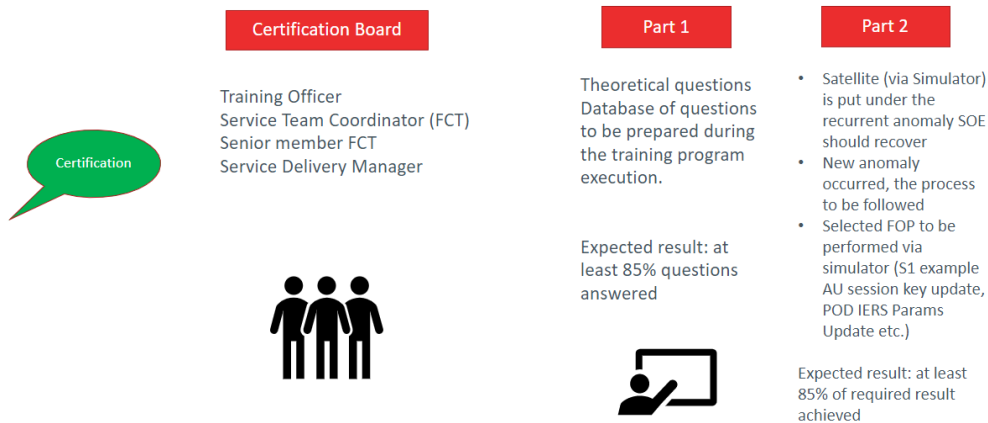 Certification
Certification Board
Training Officer
Service Team Coordinator (FCT)
Senior member FCT
Service Delivery Manager
Part 1
Theoretical questions
Database of questions
to be prepared during
the training program
execution.
Expected result: at
least 85% questions
answered
Part 2
• Satellite (via Simulator)
is put under the
recurrent anomaly SOE
should recover
• New anomaly
occurred, the process
to be followed
• Selected FOP to be
performed via
simulator (S1 example
AU session key update,
POD IERS Params
Update etc.)
Expected result: at least
85% of required result
achieved